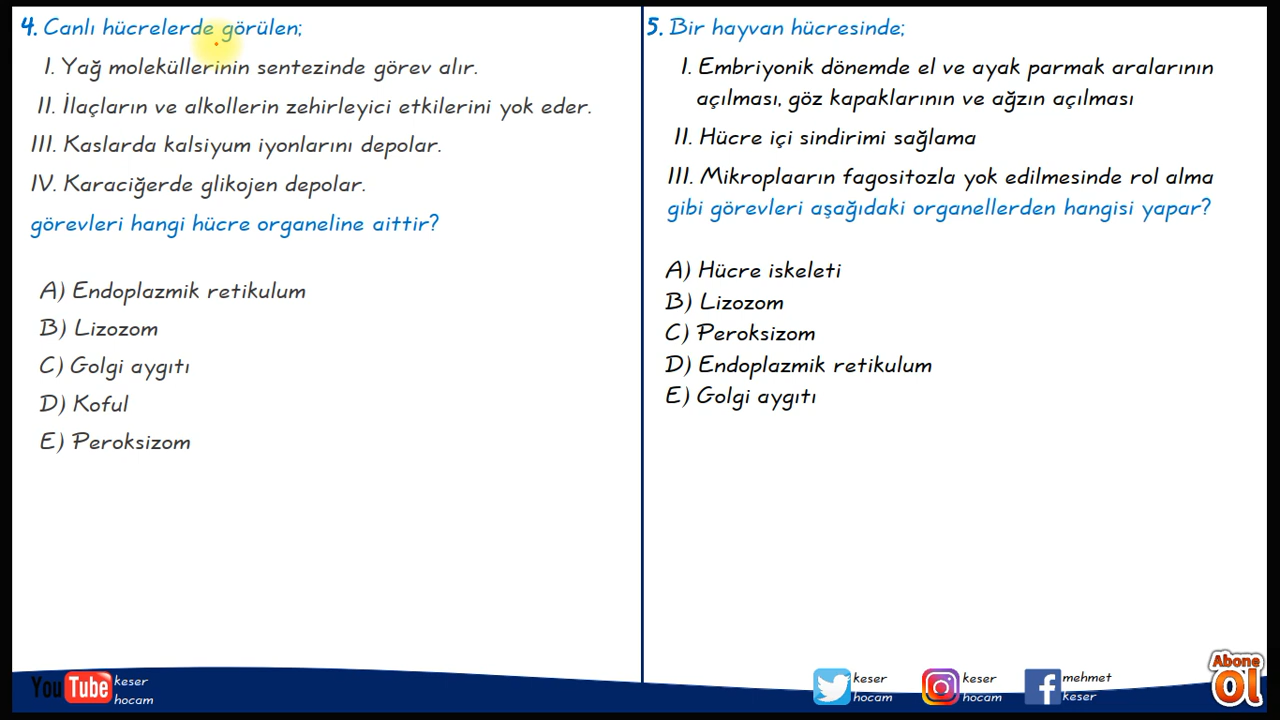 4. Canlı hücrelerde görülen;
I. Yağ moleküllerinin sentezinde görev alır.
II. İlaçların ve alkollerin zehirleyici etkilerini yok eder.
III. Kaslarda kalsiyum iyonlarını depolar.
IV. Karaciğerde glikojen depolar.
görevleri hangi hücre organeline aittir?
A) Endoplazmik retikulum
B) Lizozom
C) Golgi aygıtı
D) Koful
E) Peroksizom
5. Bir hayvan hücresinde;
I. Embriyonik dönemde el ve ayak parmak aralarının
açılması, göz kapaklarının ve ağzın açılması
II. Hücre içi sindirimi sağlama
III. Mikroplaarın fagositozla yok edilmesinde rol alma
gibi görevleri aşağıdaki organellerden hangisi yapar?
A) Hücre iskeleti
B) Lizozom
C) Peroksizom
D) Endoplazmik retikulum
E) Golgi aygıtı
YouTube keser
hocam
keser
hocam
keser
hocam
mehmet
keser
Abone
Ol